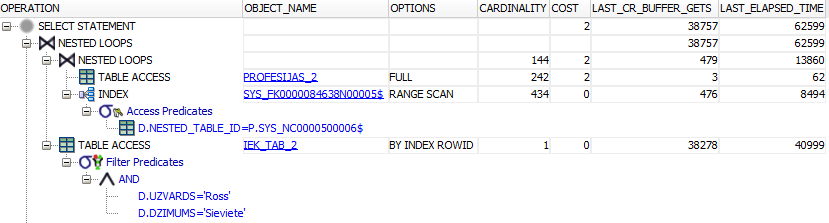 OPERATION OBJECT_NAME OPTIONS CARDINALITY COST LAST_CR_BUFFER_GETS LAST_ELAPSED_TIME
SELECT STATEMENT 2 38757 62599
NESTED LOOPS 38757 62599
NESTED LOOPS 144 2 479 13860
TABLE ACCESS PROFESIJAS_2 FULL 242 2 3 62
INDEX SYS_FK0000084638N00005$ RANGE SCAN 434 0 476 8494
Access Predicates
D.NESTED_TABLE_ID=P.SYS_NC0000500006$
TABLE ACCESS IEK_TAB_2 BY INDEX ROWID 1 0 38278 40999
Filter Predicates
AND
D.UZVARDS='Ross'
D.DZIMUMS='Sieviete'